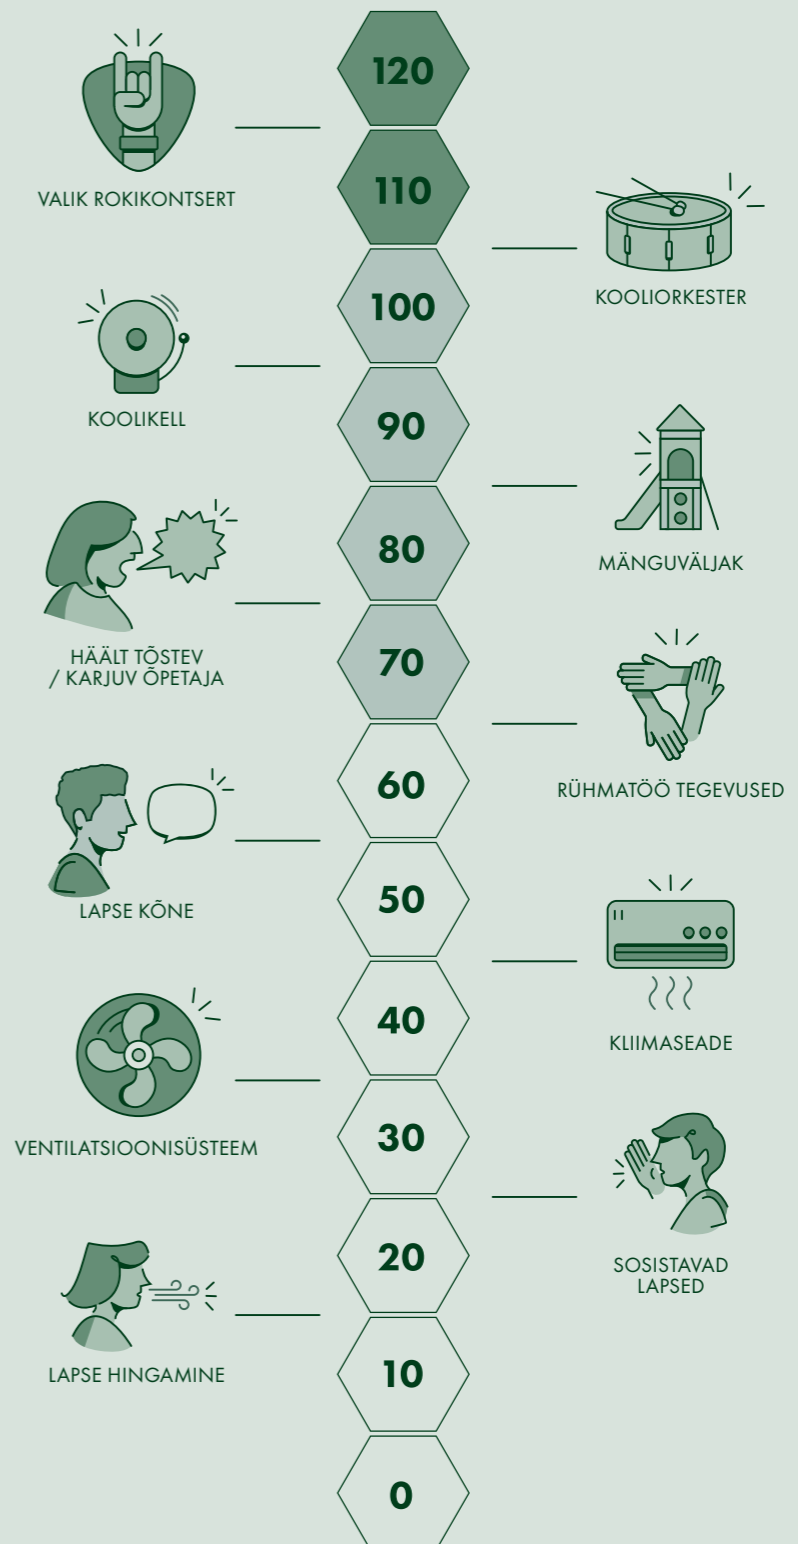 120
VALIK ROKIKONTSERT
110
KOOLIORKESTER
100
KOOLIKELL
90
MÄNGUVÄLJAK
80
HÄÄLT TÕSTEV
/ KARJUV ÕPETAJA
70
RÜHMATÖÖ TEGEVUSED
60
LAPSE KÕNE
50
KLIIMASEADE
40
VENTILATSIOONISÜSTEEM
30
SOSISTAVAD
LAPSED
20
LAPSE HINGAMINE
10
0